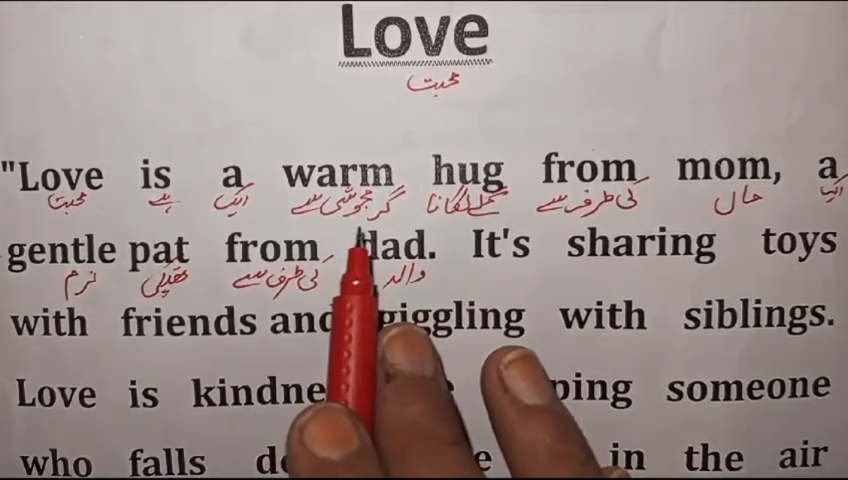 Love
محبت
"Love is a warm hug from mom, a
محبت ہے ایک گرمجوشی سے گلے لگانا کی طرف سے ماں ایک
gentle pat from dad. It's sharing toys
نرم تھپکی کی طرف سے والد
with friends and giggling with siblings.
Love is someone
who falls in the air